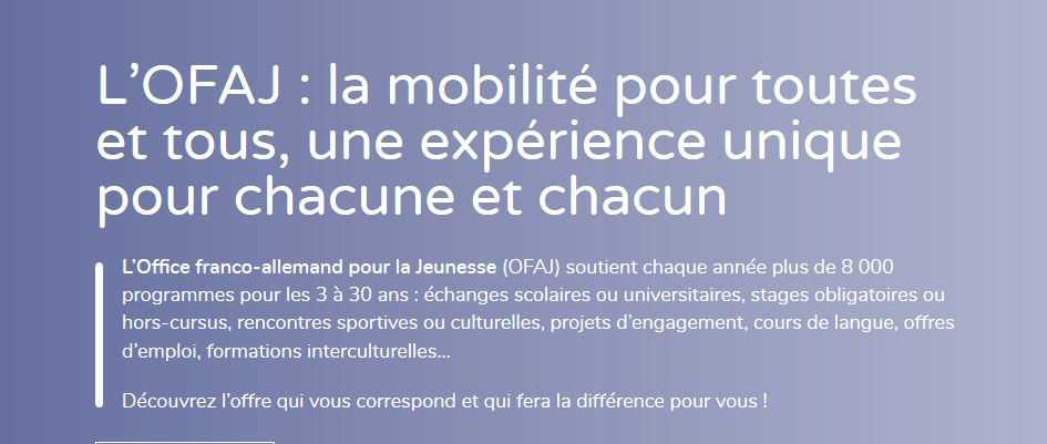 L'OFAJ : la mobilité pour toutes
et tous, une expérience unique
pour chacune et chacun
L'Office franco-allemand pour la Jeunesse (OFAJ) soutient chaque année plus de 8 000
programmes pour les 3 à 30 ans : échanges scolaires ou universitaires, stages obligatoires ou
hors-cursus, rencontres sportives ou culturelles, projets d'engagement, cours de langue, offres
d'emploi, formations interculturelles...
Découvrez l'offre qui vous correspond et qui fera la différence pour vous !